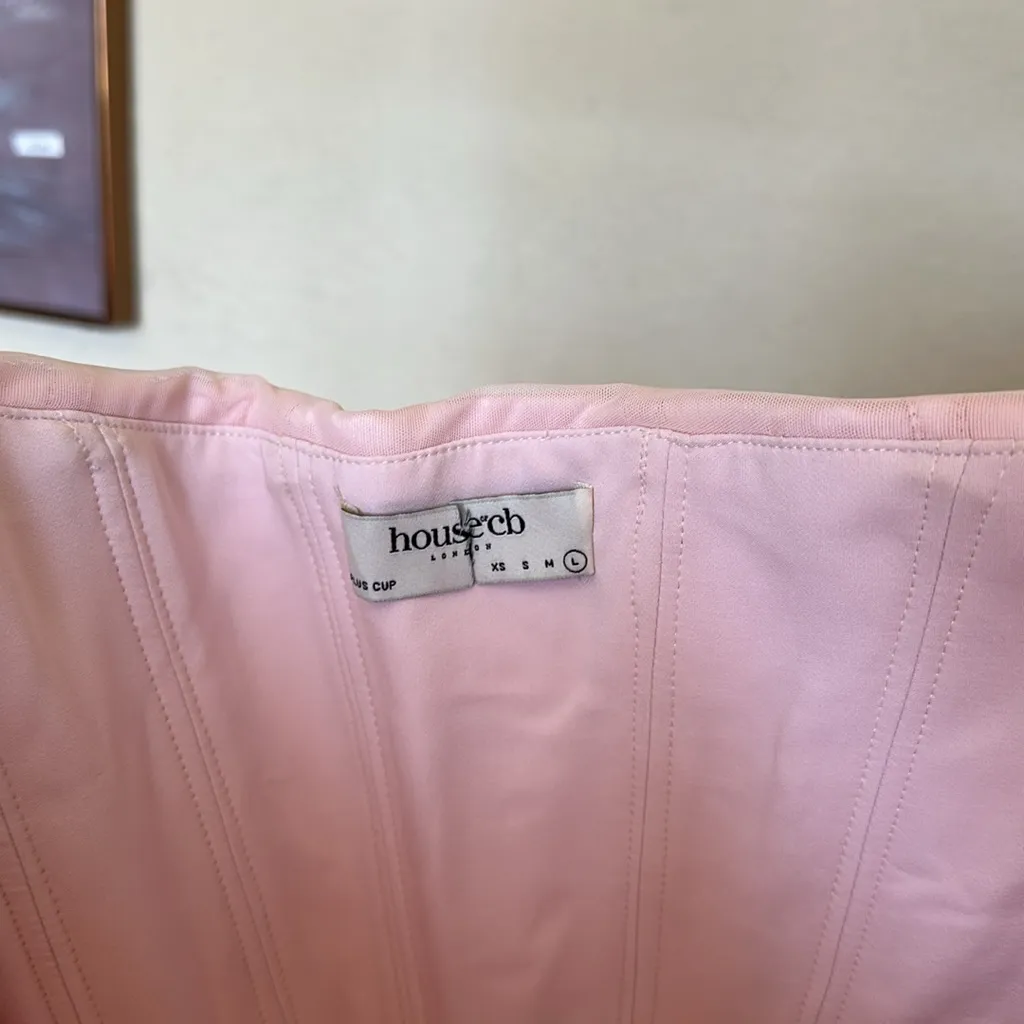 house of cb
LONDON
XS S M L
PLUS CUP